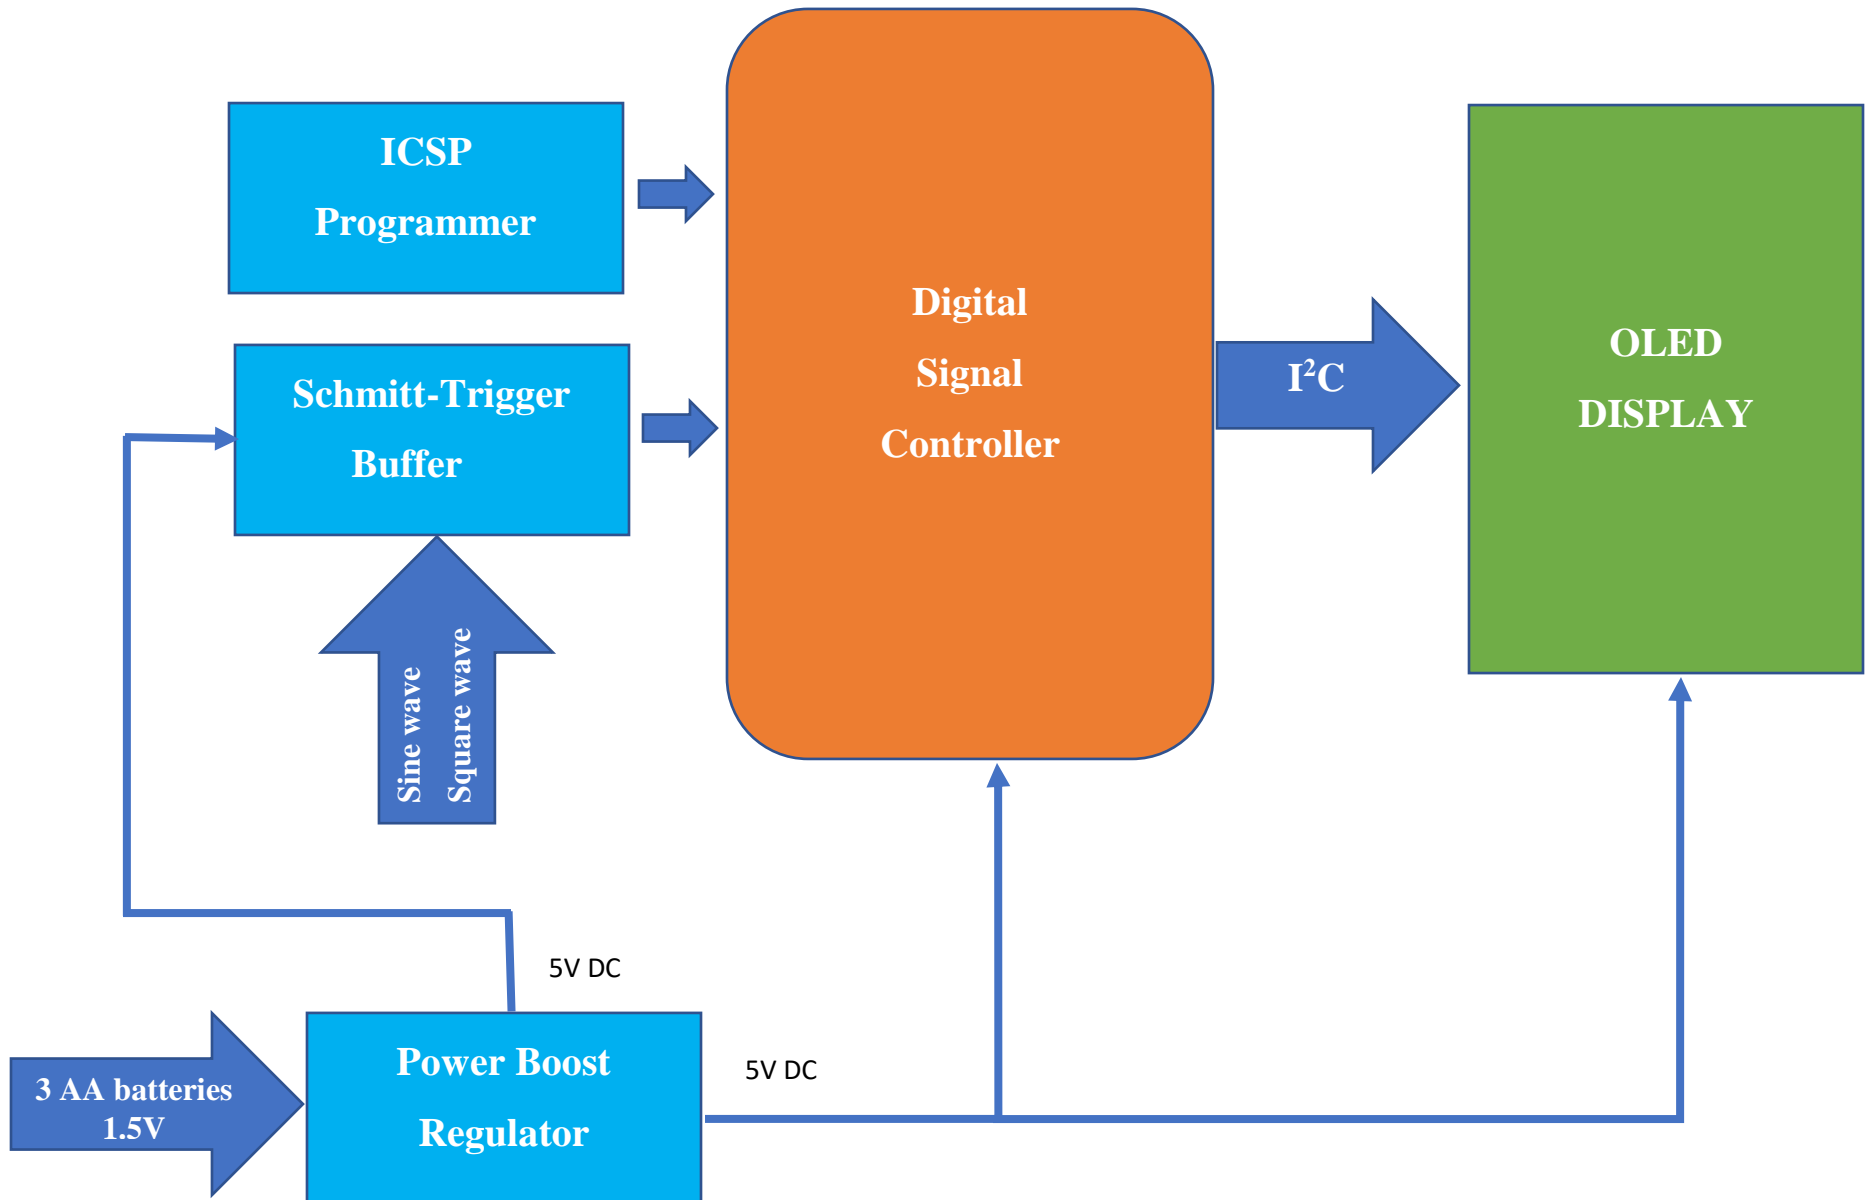 ICSP
Programmer
Schmitt-Trigger
Buffer
Sine wave
Square wave
Digital
Signal
Controller
I²C
OLED
DISPLAY
5V DC
3 AA batteries
1.5V
Power Boost
Regulator
5V DC